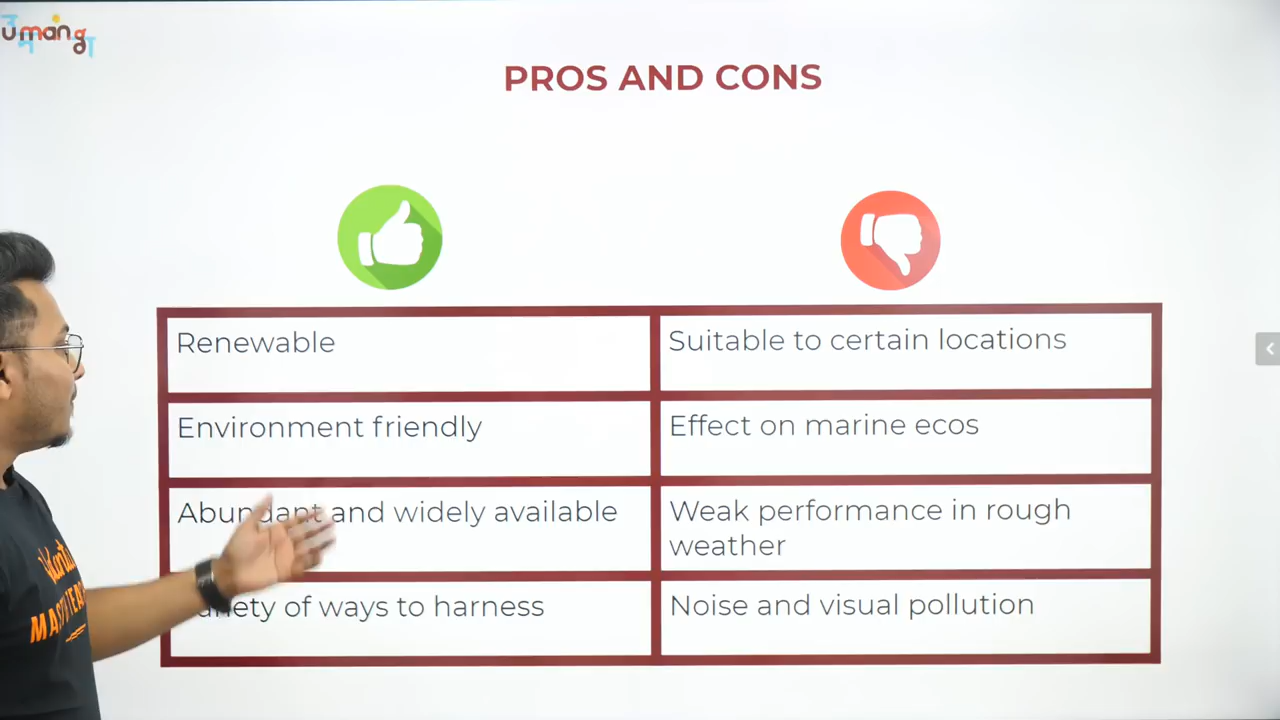 umang
PROS AND CONS
Renewable
Suitable to certain locations
Environment friendly
Effect on marine ecos
Abundant and widely available
Weak performance in rough
weather
of ways to harness
Noise and visual pollution